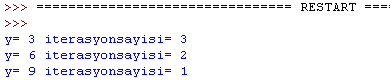 >>> ================================ RESTART ====
>>>
y= 3 iterasyonsayisi= 3
y= 6 iterasyonsayisi= 2
y= 9 iterasyonsayisi= 1